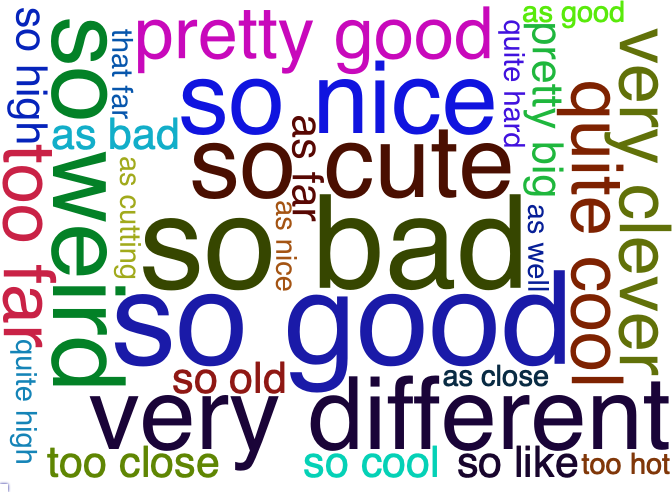 so high
so weird
that far
pretty good
as good
quite hard
pretty big
very clever
so nice
as bad
quite cool
as far
so cute
too far
as cutting
as nice
so bad
as well
so good
quite high
so old
as close
very different
too close
so cool
so like
too hot